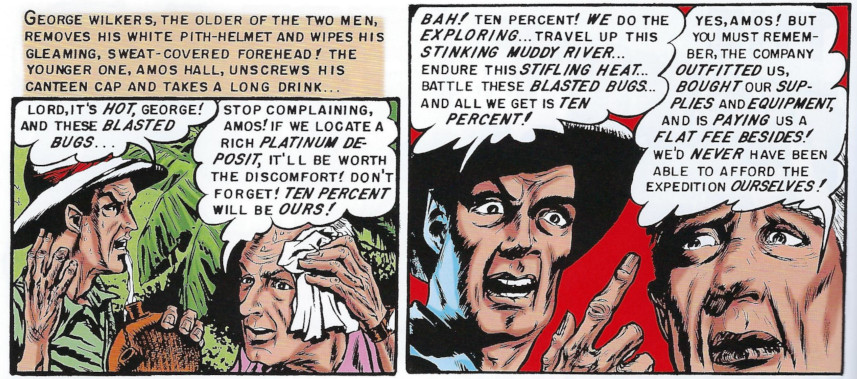 GEORGE WILKERS, THE OLDER OF THE TWO MEN,
REMOVES HIS WHITE PITH-HELMET AND WIPES HIS
GLEAMING, SWEAT-COVERED FOREHEAD! THE
YOUNGER ONE, AMOS HALL, UNSCREWS HIS
CANTEEN CAP AND TAKES A LONG DRINK...
LORD, IT'S HOT, GEORGE!
AND THESE BLASTED
BUGS...
STOP COMPLAINING,
AMOS! IF WE LOCATE A
RICH PLATINUM DE-
POSIT, IT'LL BE WORTH
THE DISCOMFORT! DON'T
FORGET! TEN PERCENT
WILL BE OURS!
BAH! TEN PERCENT! WE DO THE
EXPLORING... TRAVEL UP THIS
STINKING MUDDY RIVER...
ENDURE THIS STIFLING HEAT...
BATTLE THESE BLASTED BUGS...
AND ALL WE GET IS TEN
PERCENT!
YES, AMOS! BUT
YOU MUST REMEM-
BER, THE COMPANY
OUTFITTED US,
BOUGHT OUR SUP-
PLIES AND EQUIPMENT,
AND IS PAYING US A
FLAT FEE BESIDES!
WE'D NEVER HAVE BEEN
ABLE TO AFFORD THE
EXPEDITION OURSELVES!